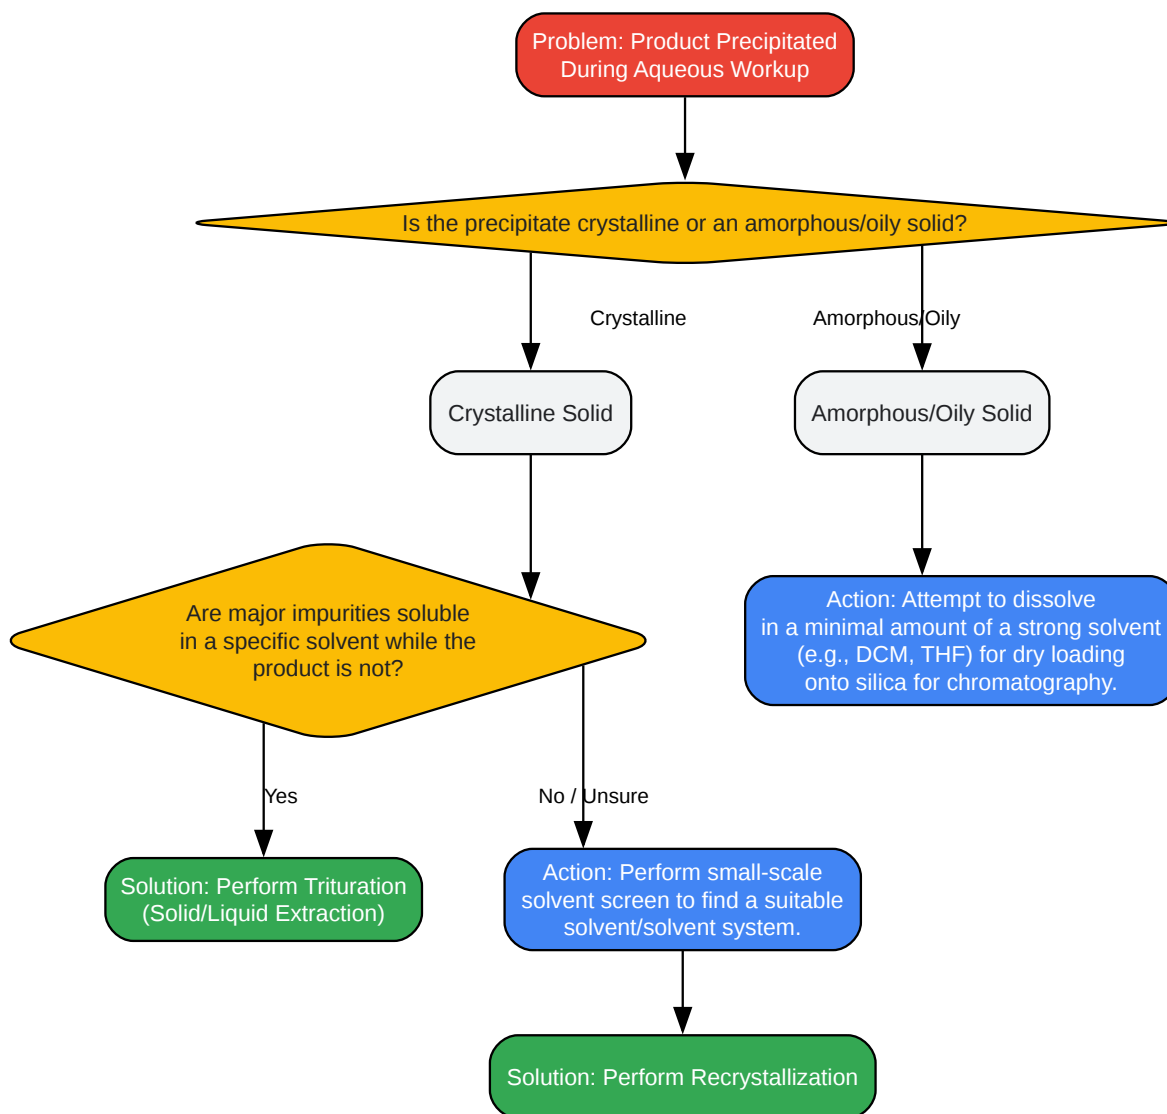 Problem: Product Precipitated
During Aqueous Workup
Is the precipitate crystalline or an amorphous/oily solid?
Crystalline
Amorphous/Oily
Crystalline Solid
Amorphous/Oily Solid
Are major impurities soluble
in a specific solvent while the
product is not?
Action: Attempt to dissolve
in a minimal amount of a strong solvent
(e.g., DCM, THF) for dry loading
onto silica for chromatography.
Yes
No / Unsure
Solution: Perform Trituration
(Solid/Liquid Extraction)
Action: Perform small-scale
solvent screen to find a suitable
solvent/solvent system.
Solution: Perform Recrystallization